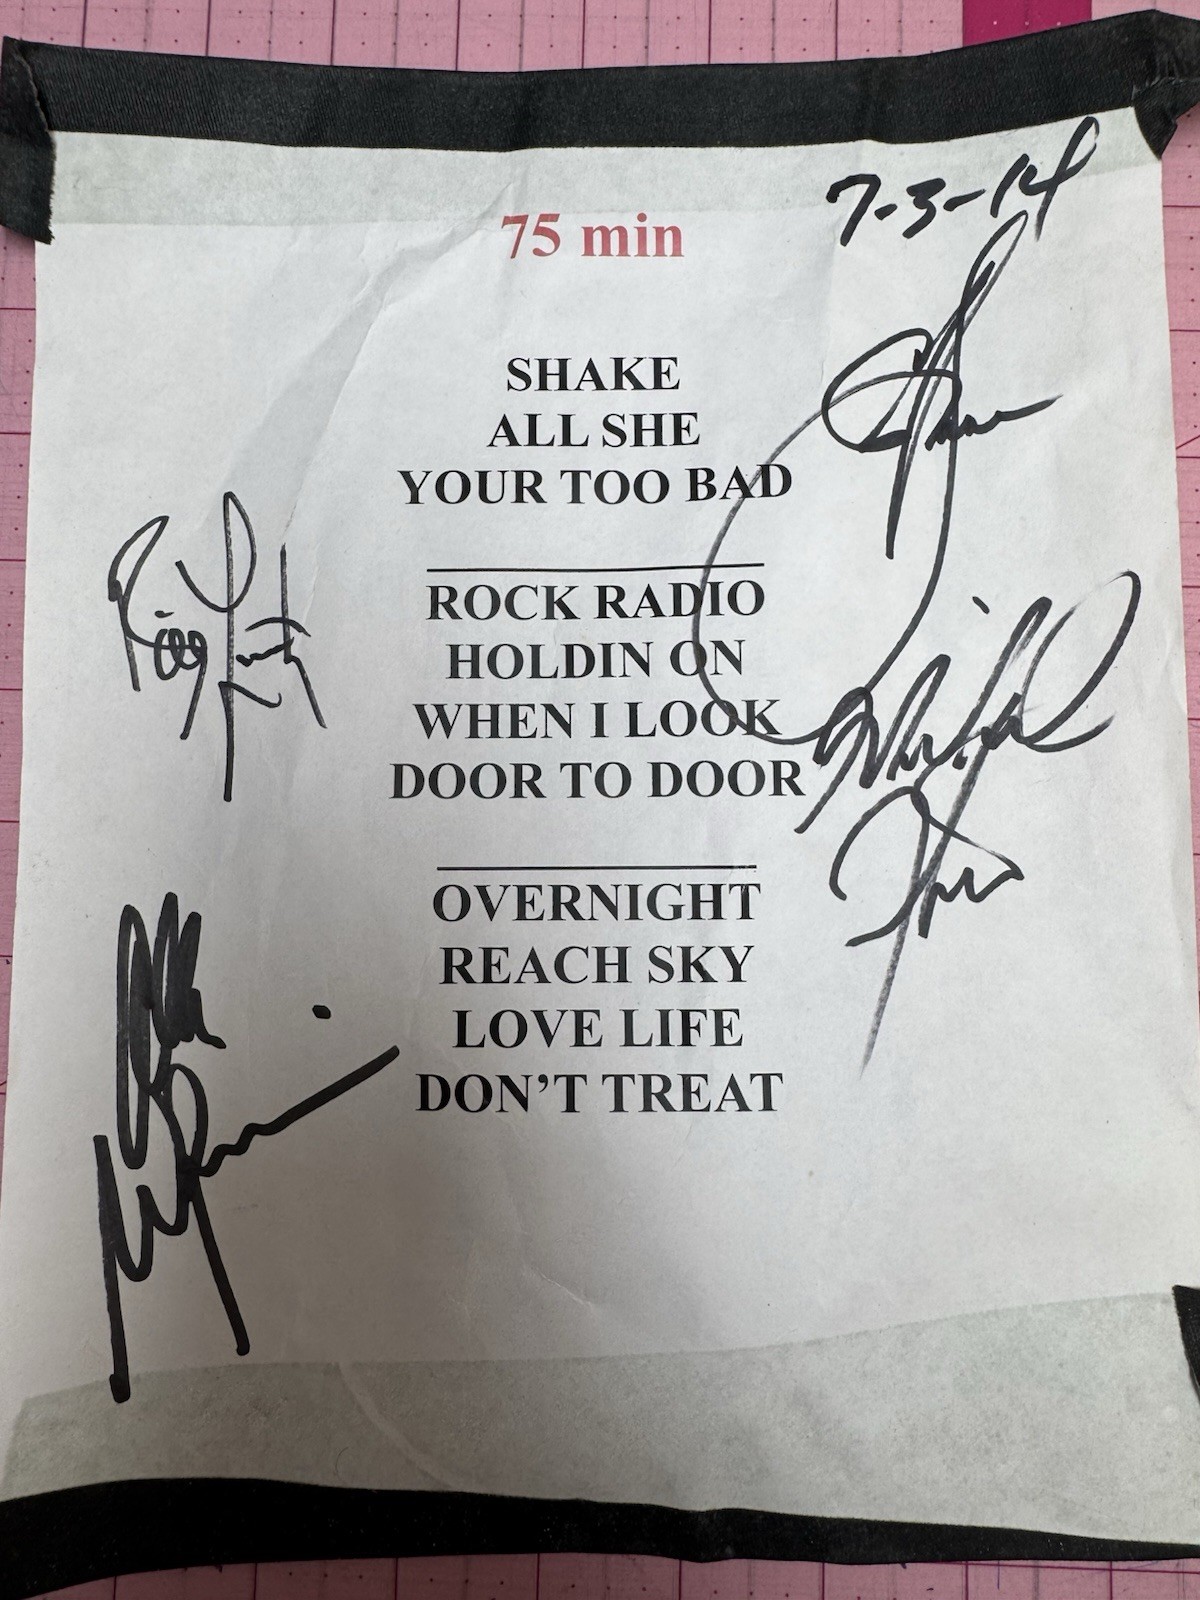 7-3-14
75 min
SHAKE
ALL SHE
YOUR TOO BAD
ROCK RADIO
HOLDIN ON
WHEN I LOOK
DOOR TO DOOR
OVERNIGHT
REACH SKY
LOVE LIFE
DON'T TREAT